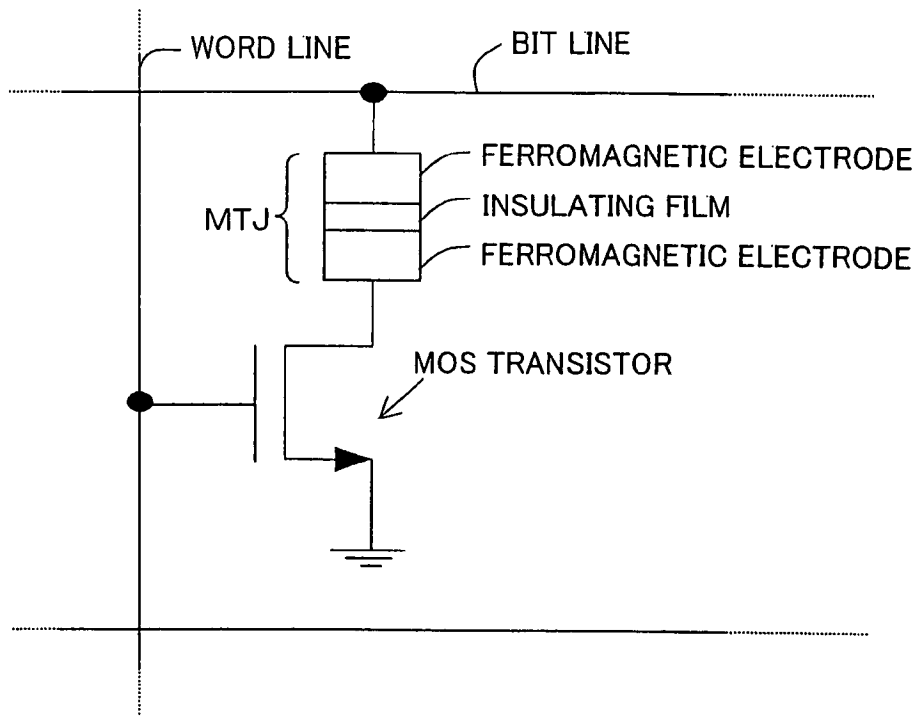 WORD LINE
BIT LINE
FERROMAGNETIC ELECTRODE
INSULATING FILM
MTJ
FERROMAGNETIC ELECTRODE
MOS TRANSISTOR